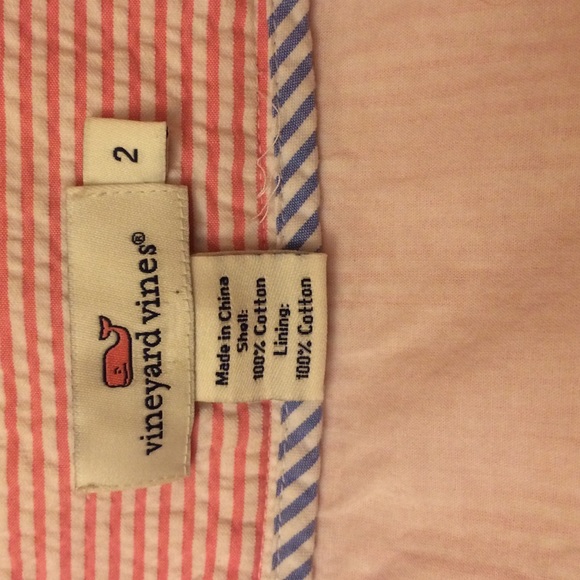 2
vineyard vines®
Made in China
Shell:
100% Cotton
Lining:
100% Cotton